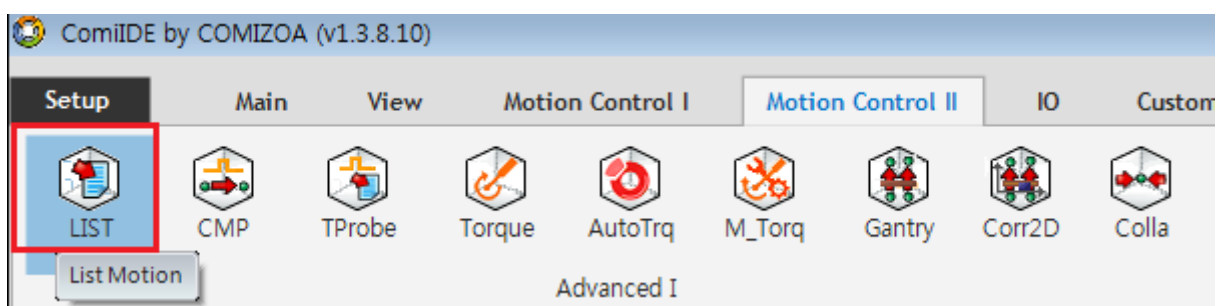 ComiIDE by COMIZOA (v1.3.8.10)
Setup Main View Motion Control I Motion Control II IO Custom
LIST CMP TProbe Torque AutoTrq M_Torq Gantry Corr2D Colla
List Motion
Advanced I